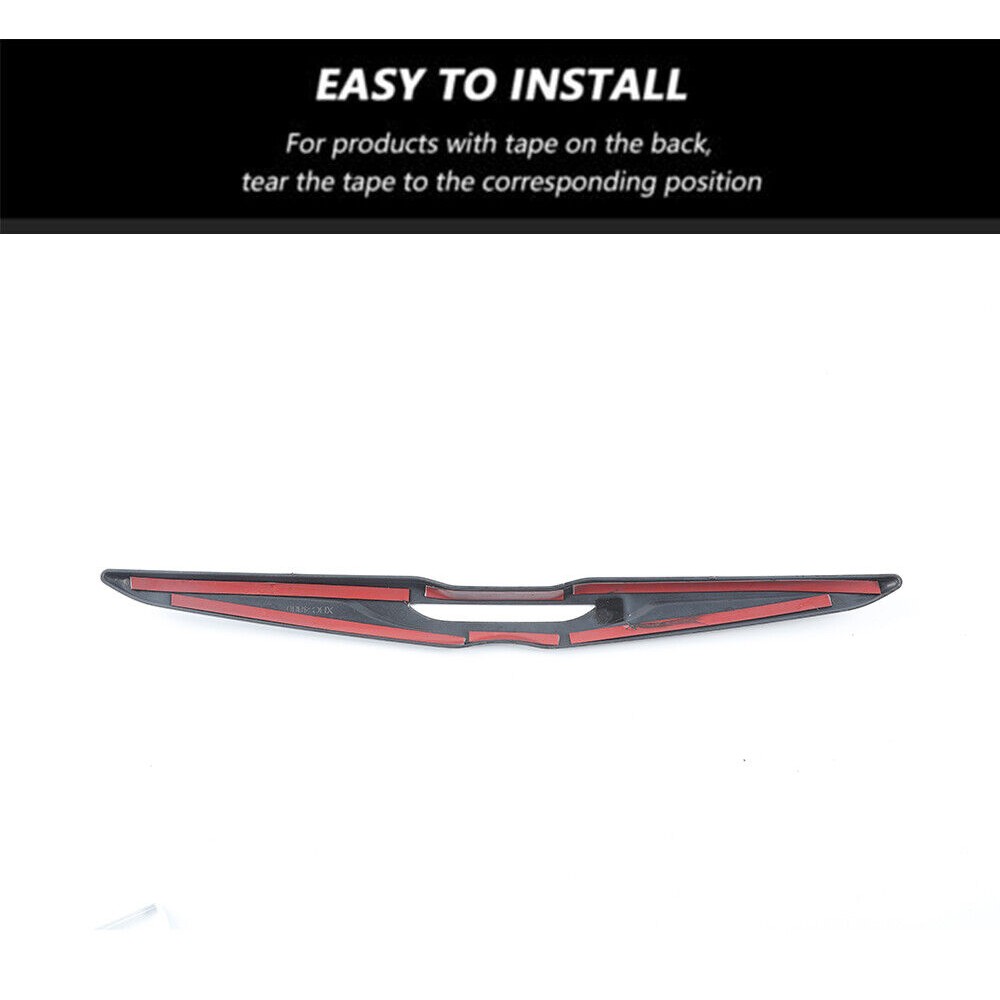 EASY TO INSTALL
For products with tape on the back,
tear the tape to the corresponding position